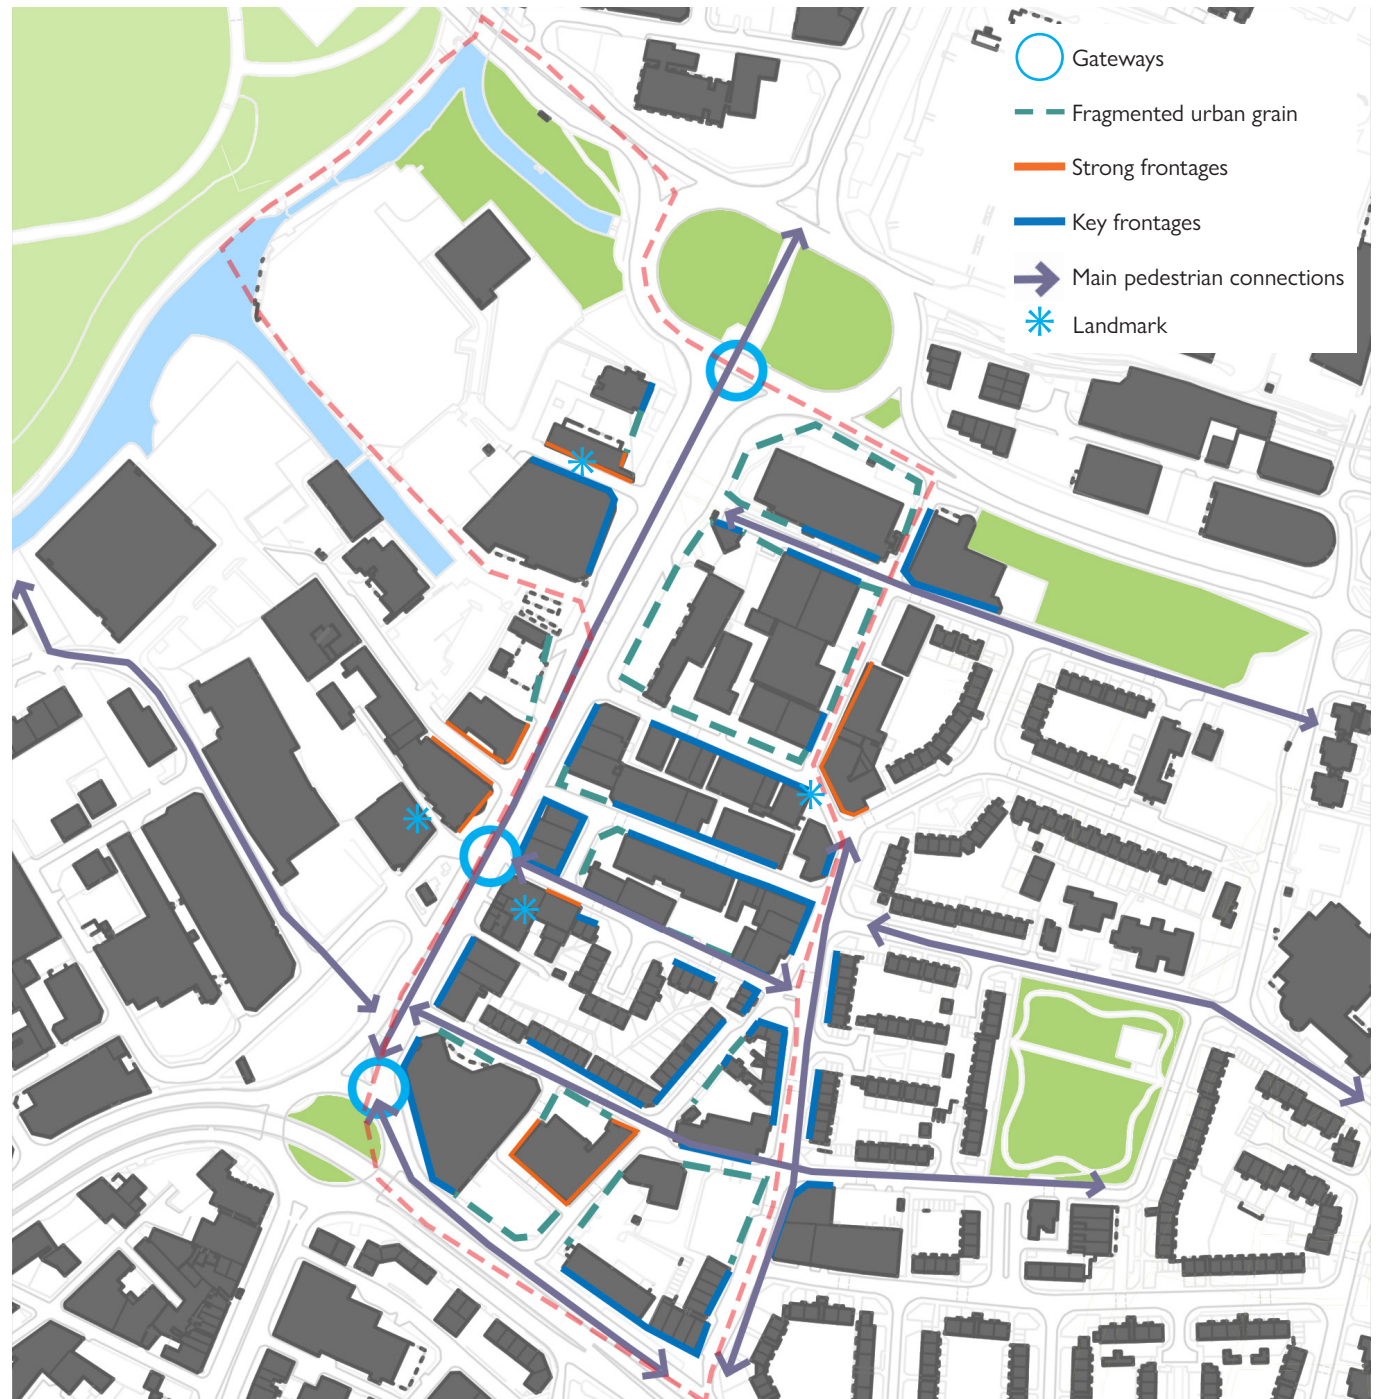 Gateways
Fragmented urban grain
Strong frontages
Key frontages
Main pedestrian connections
Landmark